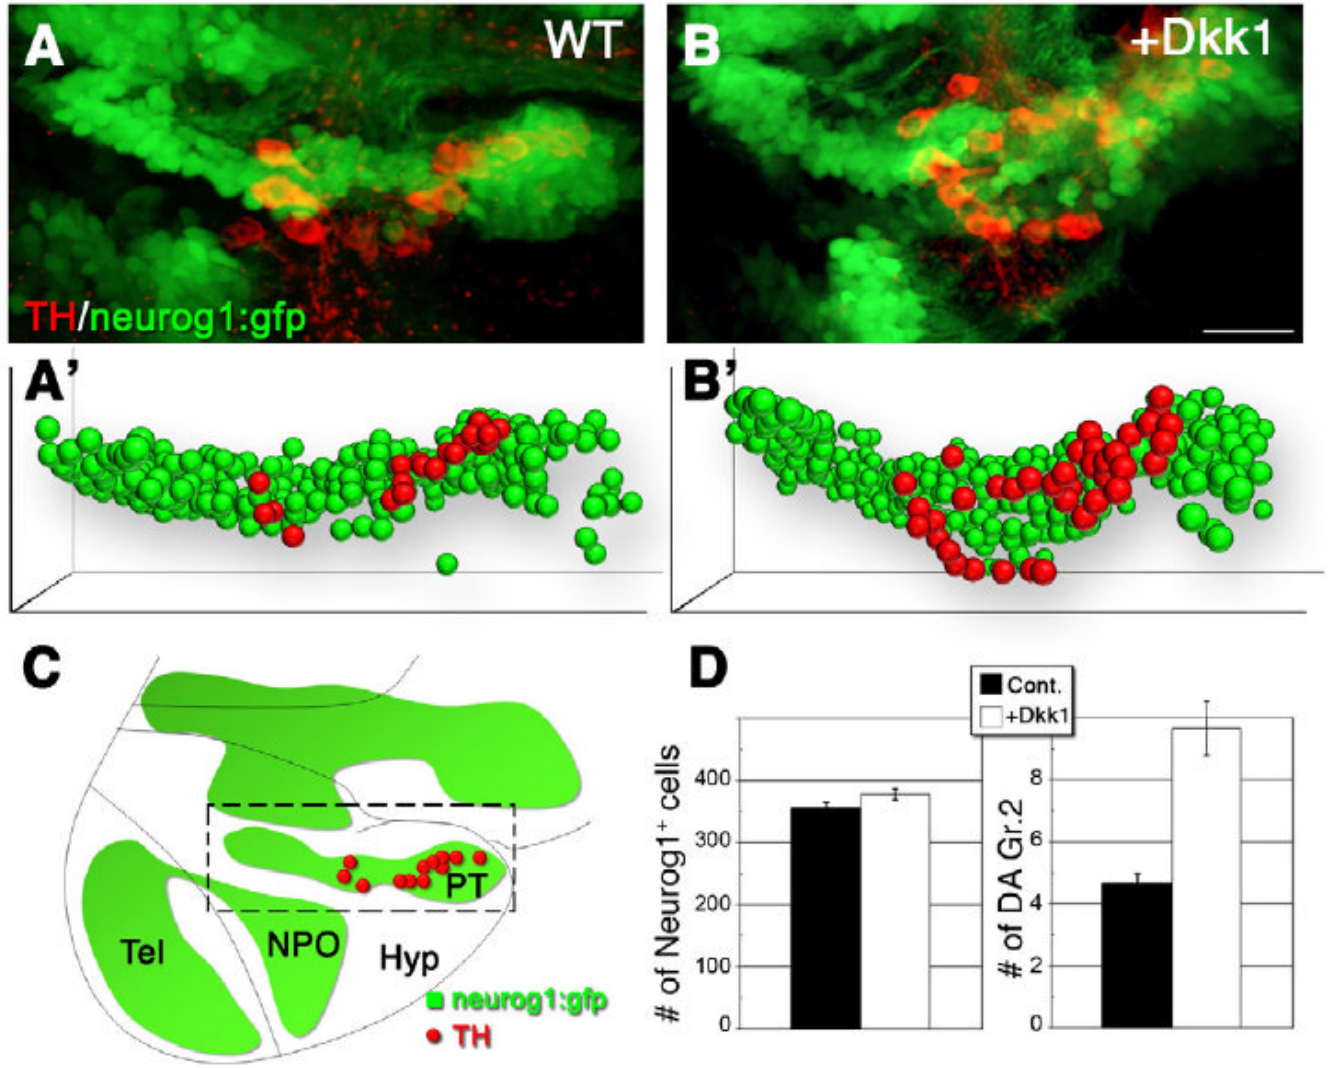 A
WT
B
+Dkk1
TH/neurog1:gfp
A'
B'
C
Tel
NPO
Hyp
PT
neurog1:gfp
TH
D
Cont.
+Dkk1
# of Neurog1⁺ cells
400
300
200
100
0
# of DA Gr.2
8
6
4
2
0